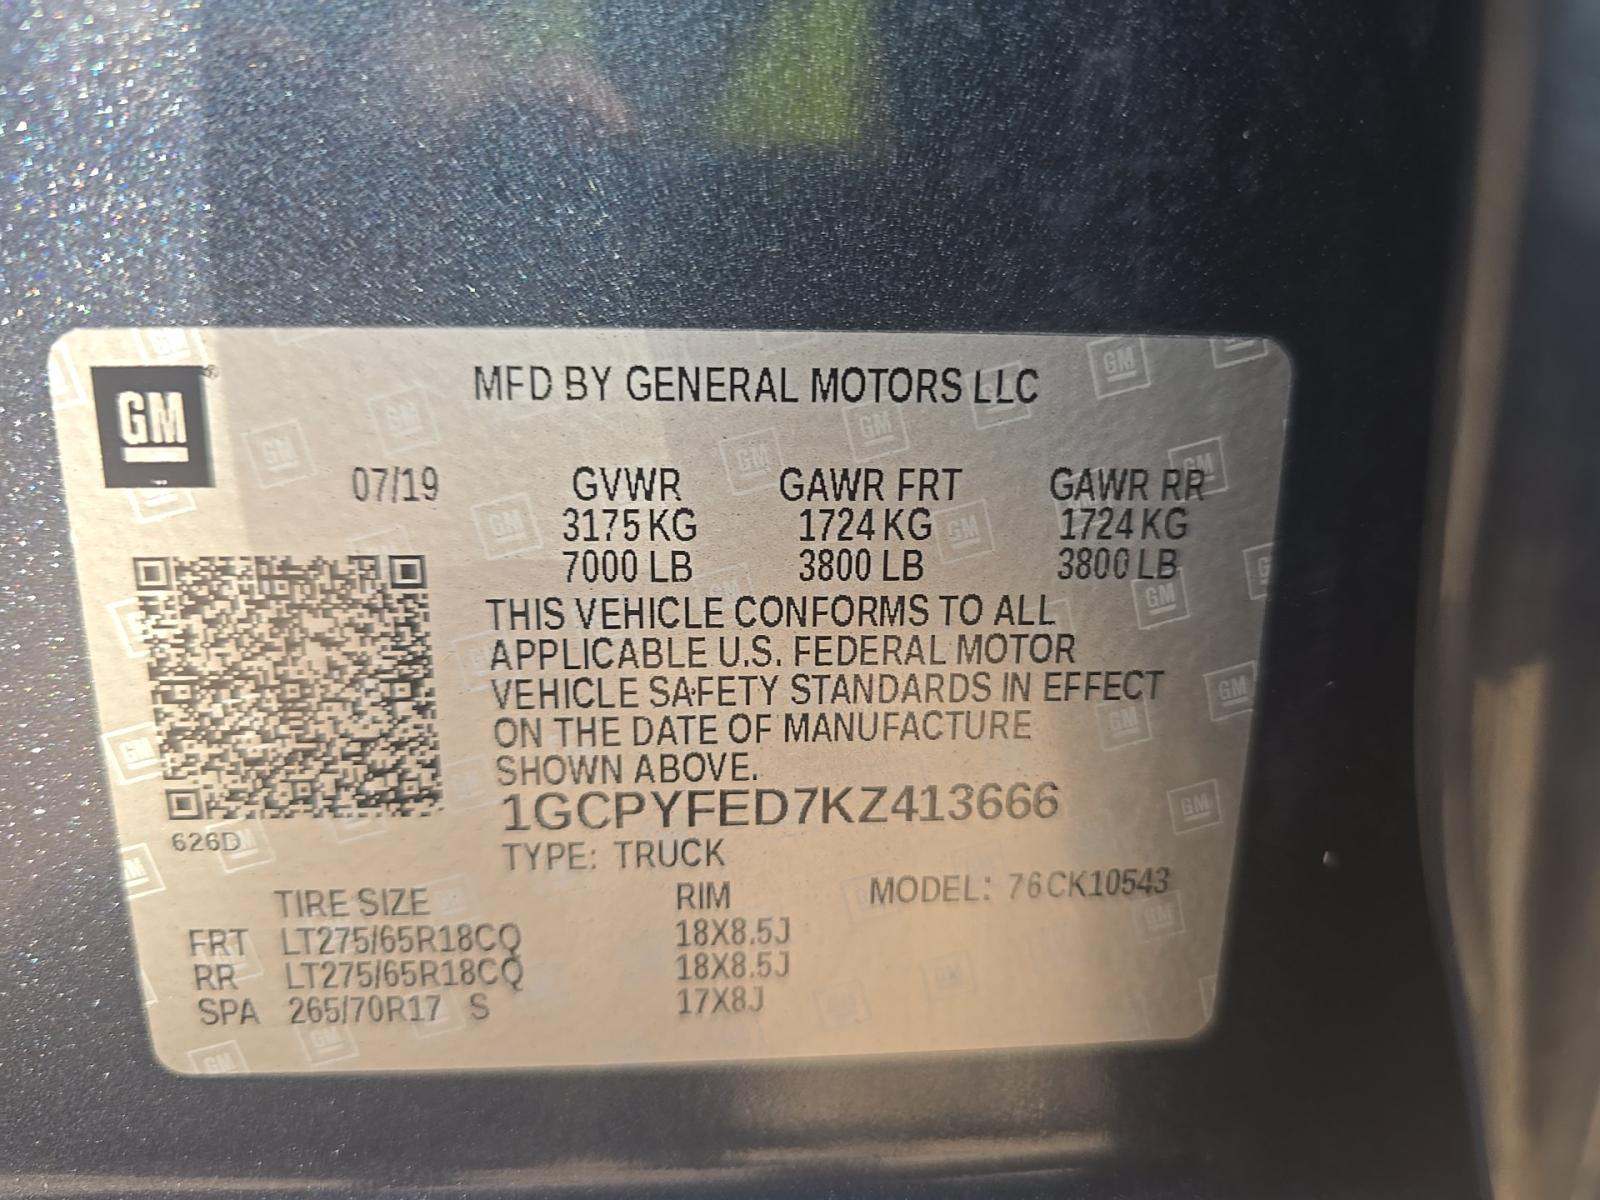 GM
MFD BY GENERAL MOTORS LLC
07/19 GVWR GAWR FRT GAWR RR
3175 KG 1724 KG 1724 KG
7000 LB 3800 LB 3800 LB
THIS VEHICLE CONFORMS TO ALL
APPLICABLE U.S. FEDERAL MOTOR
VEHICLE SAFETY STANDARDS IN EFFECT
ON THE DATE OF MANUFACTURE
SHOWN ABOVE.
1GCPYFED7KZ413666
626D
TYPE: TRUCK
TIRE SIZE RIM MODEL: 76CK10543
FRT LT275/65R18CQ 18X8.5J
RR LT275/65R18CQ 18X8.5J
SPA 265/70R17 S 17X8J